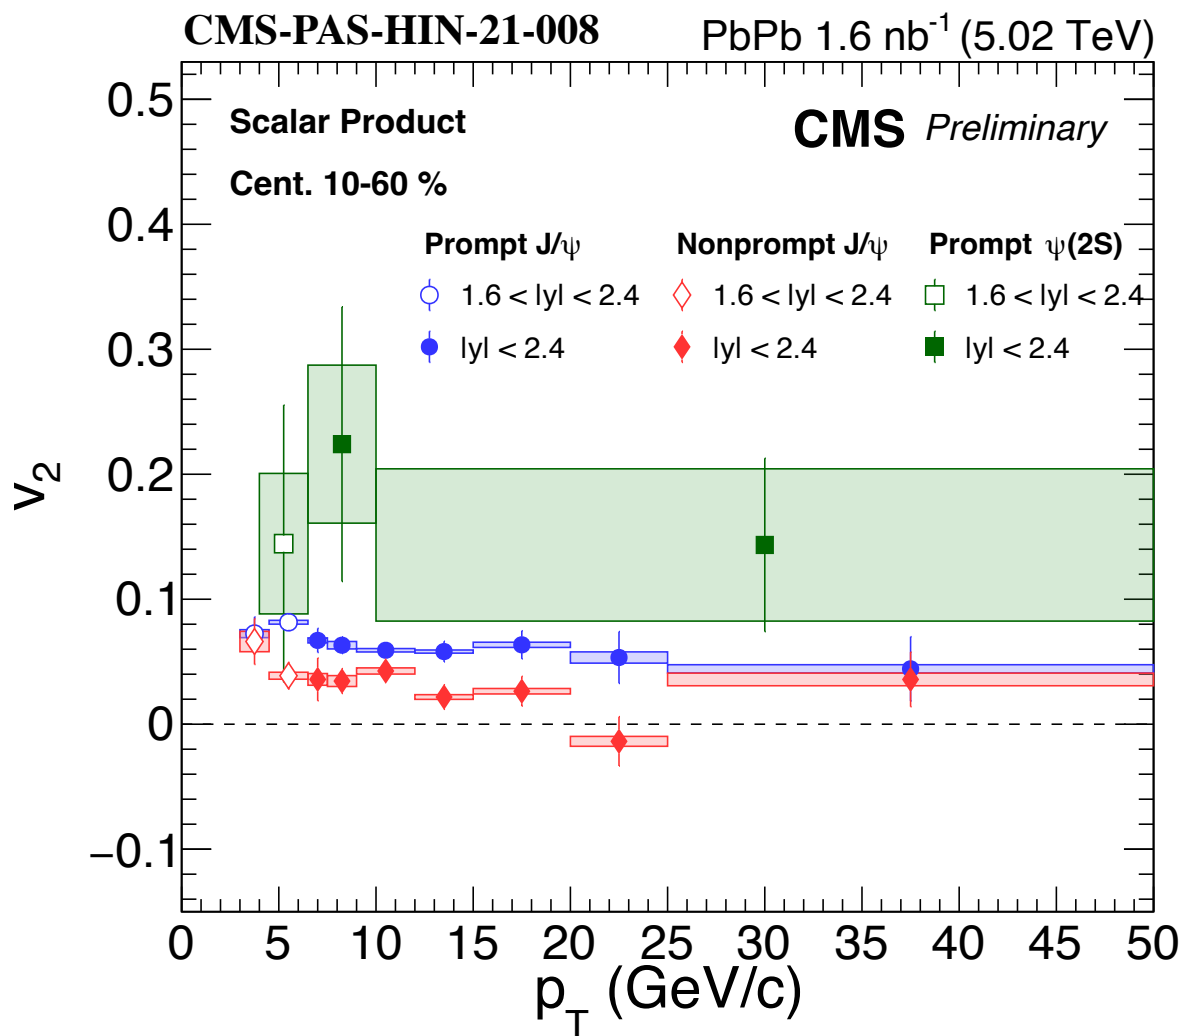 CMS-PAS-HIN-21-008 PbPb 1.6 nb⁻¹ (5.02 TeV)
Scalar Product CMS Preliminary
Cent. 10-60 %
Prompt J/ψ Nonprompt J/ψ Prompt ψ(2S)
1.6 < |y| < 2.4 1.6 < |y| < 2.4 1.6 < |y| < 2.4
|y| < 2.4 |y| < 2.4 |y| < 2.4
v₂
0.5
0.4
0.3
0.2
0.1
0
−0.1
0 5 10 15 20 25 30 35 40 45 50
p_T (GeV/c)